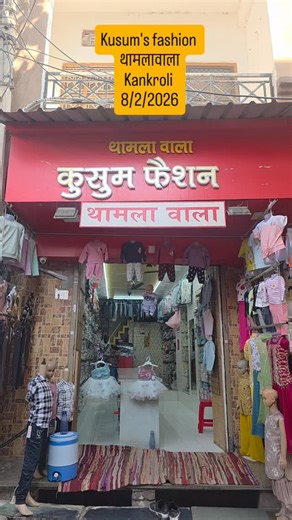 Kusum's fashion
थामलावाला
Kankroli
8/2/2026
थामला वाला
कुसुम फैशन
थामला वाला